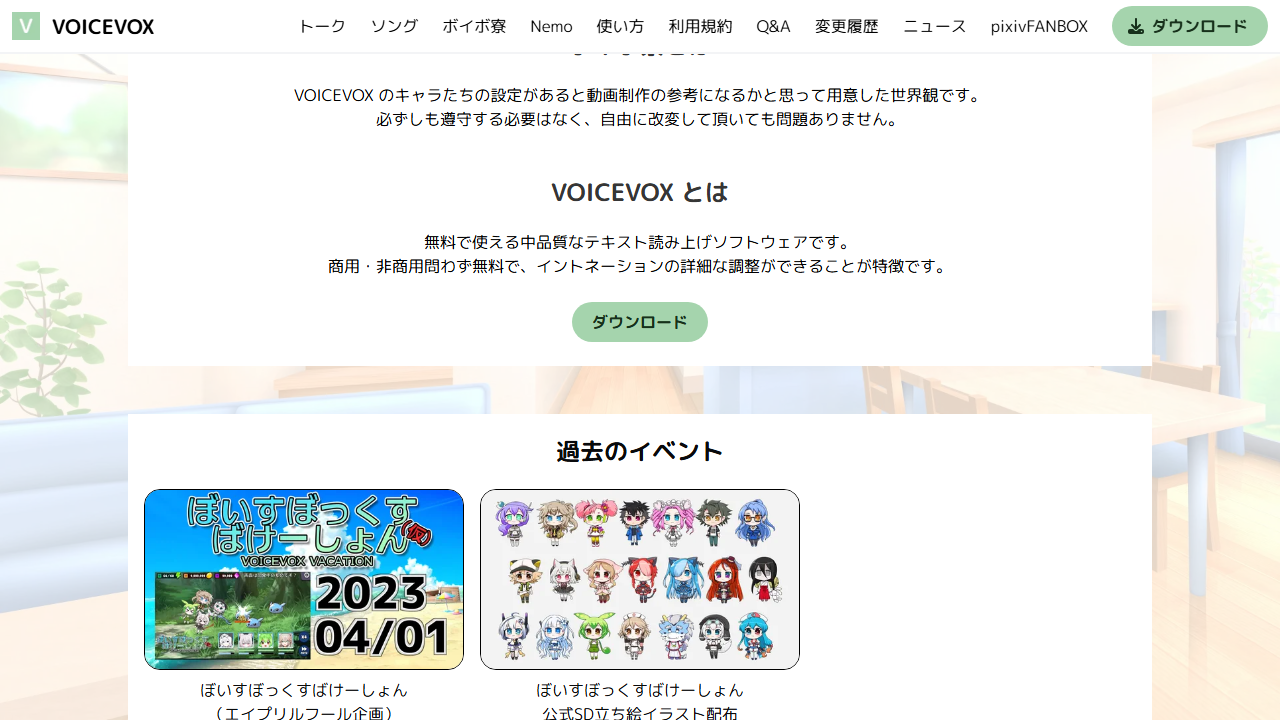 V VOICEVOX トーク ソング ボイボ寮 Nemo 使い方 利用規約 Q&A 変更履歴 ニュース pixivFANBOX ダウンロード
VOICEVOX のキャラたちの設定があると動画制作の参考になるかと思って用意した世界観です。
必ずしも遵守する必要はなく、自由に改変して頂いても問題ありません。
VOICEVOX とは
無料で使える中品質なテキスト読み上げソフトウェアです。
商用・非商用問わず無料で、イントネーションの詳細な調整ができることが特徴です。
ダウンロード
過去のイベント
ぼいすぼっくす
ばけーしょん(仮)
VOICEVOX VACATION
2023
04/01
ぼいすぼっくすばけーしょん
（エイプリルフール企画）
ぼいすぼっくすばけーしょん
公式SD立ち絵イラスト配布